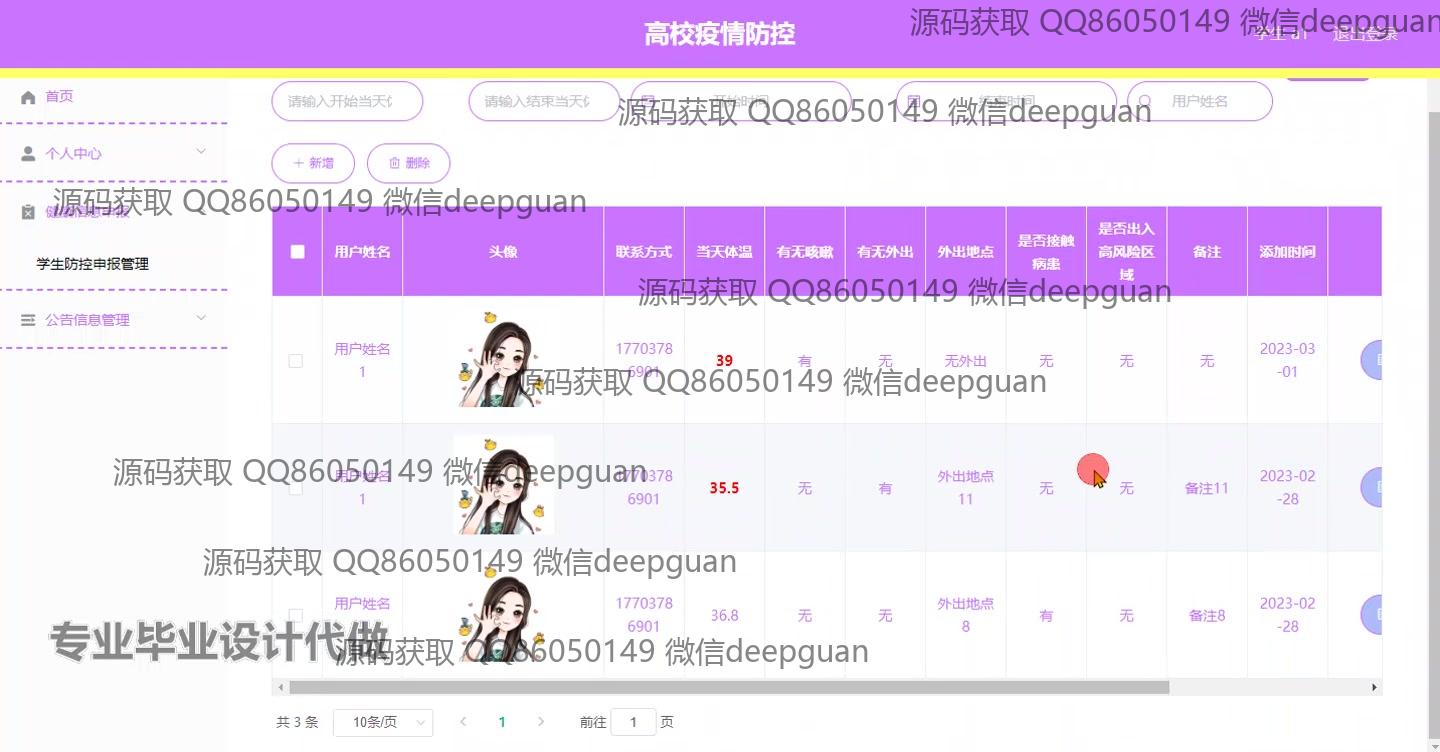 高校疫情防控
源码获取 QQ86050149 微信deepguan
学生 a1 退出登录
首页
请输入开始当天体
请输入结束当天体
开始时间
结束时间
用户姓名
源码获取 QQ86050149 微信deepguan
个人中心
新增
删除
源码获取 QQ86050149 微信deepguan
健康信息申报
学生防控申报管理
用户姓名 头像 联系方式 当天体温 有无咳嗽 有无外出 外出地点 是否接触病患 是否出入高风险区域 备注 添加时间
源码获取 QQ86050149 微信deepguan
公告信息管理
用户姓名1 17703786901 39 有 无 无外出 无 无 无 2023-03-01
源码获取 QQ86050149 微信deepguan
用户姓名1 17703786901 35.5 无 有 外出地点11 无 无 备注11 2023-02-28
源码获取 QQ86050149 微信deepguan
源码获取 QQ86050149 微信deepguan
用户姓名 17703786901 36.8 无 无 外出地点8 有 无 备注8 2023-02-28
专业毕业设计代做
源码获取 QQ86050149 微信deepguan
共 3 条 10条/页 1 前往 1 页